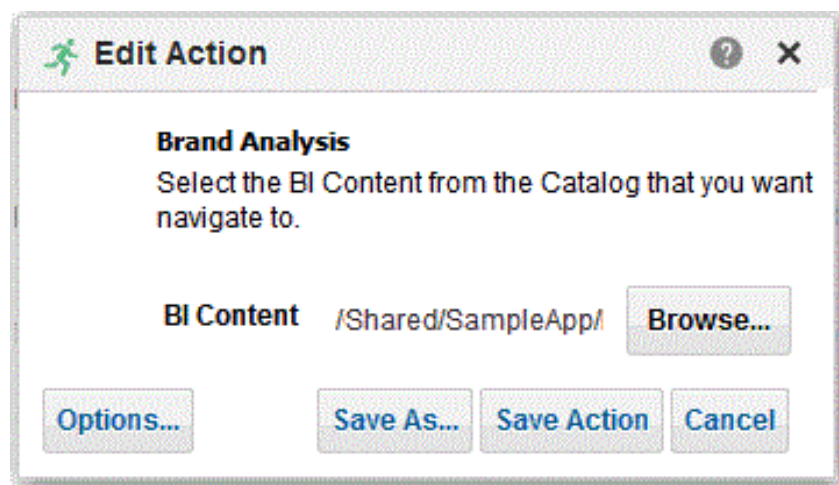 Edit Action
Brand Analysis
Select the BI Content from the Catalog that you want
navigate to.
BI Content /Shared/SampleApp/ Browse...
Options... Save As... Save Action Cancel